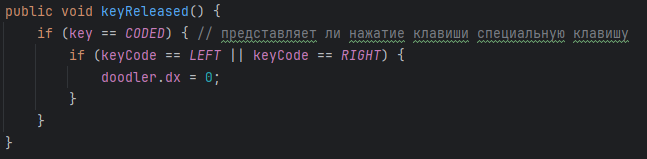 public void keyReleased() {
    if (key == CODED) { // представляет ли нажатие клавиши специальную клавишу
        if (keyCode == LEFT || keyCode == RIGHT) {
            doodler.dx = 0;
        }
    }
}